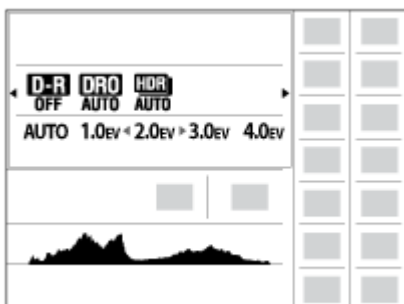 D-R DRO HDR
OFF AUTO AUTO
AUTO 1.0EV 2.0EV 3.0EV 4.0EV